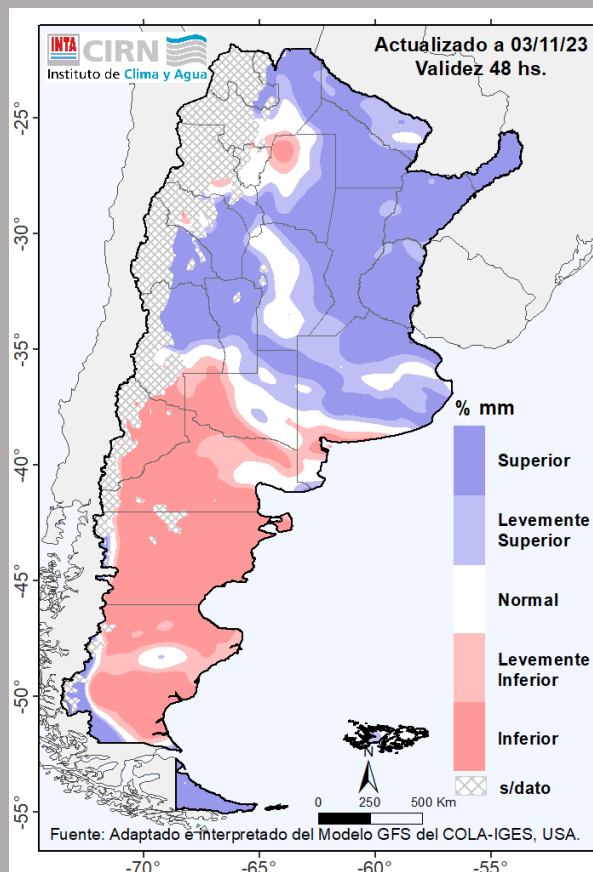 INTA CIRN
Instituto de Clima y Agua
Actualizado a 03/11/23
Validez 48 hs.
-25°
-30°
-35°
-40°
-45°
-50°
-55°
% mm
Superior
Levemente
Superior
Normal
Levemente
Inferior
Inferior
s/dato
N
0 250 500 Km
Fuente: Adaptado e interpretado del Modelo GFS del COLA-IGES, USA.
-70° -65° -60° -55°